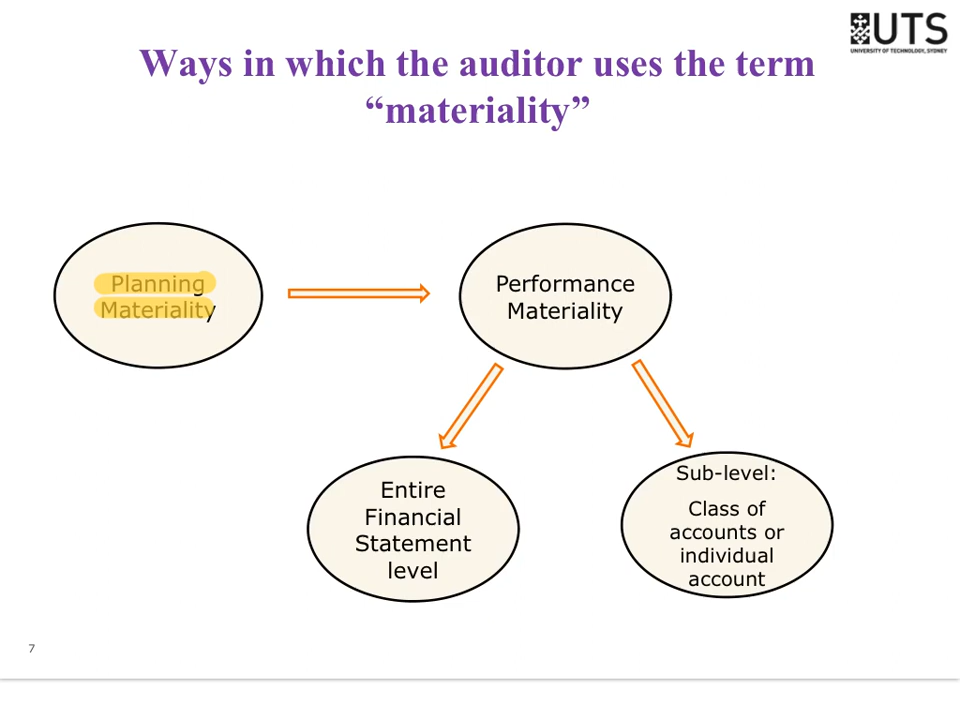 UTS
UNIVERSITY OF TECHNOLOGY, SYDNEY
Ways in which the auditor uses the term
“materiality”
Planning
Materiality
Performance
Materiality
Entire
Financial
Statement
level
Sub-level:
Class of
accounts or
individual
account
7